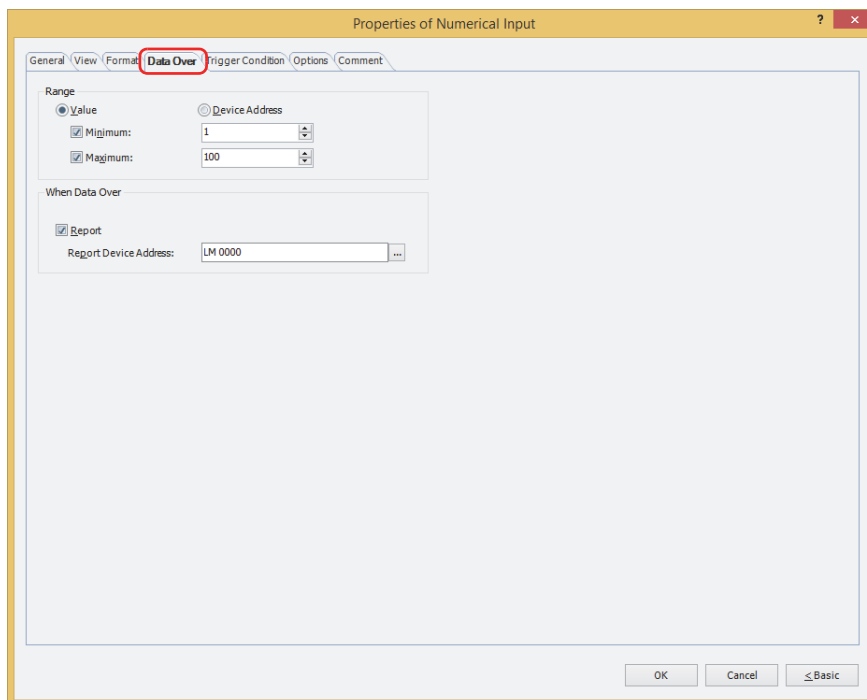 Properties of Numerical Input
? ×
General View Format Data Over Trigger Condition Options Comment
Range
Value Device Address
Minimum: 1
Maximum: 100
When Data Over
Report
Report Device Address: LM 0000 ...
OK Cancel < Basic